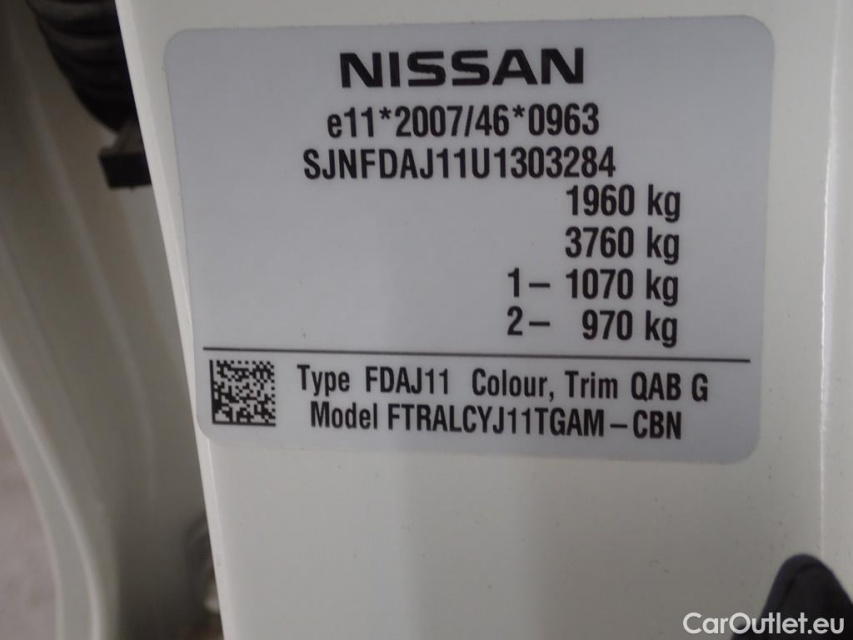 NISSAN
e11*2007/46*0963
SJNFDAJ11U1303284
1960 kg
3760 kg
1– 1070 kg
2– 970 kg
Type FDAJ11 Colour, Trim QAB G
Model FTRALCYJ11TGAM–CBN
CarOutlet.eu